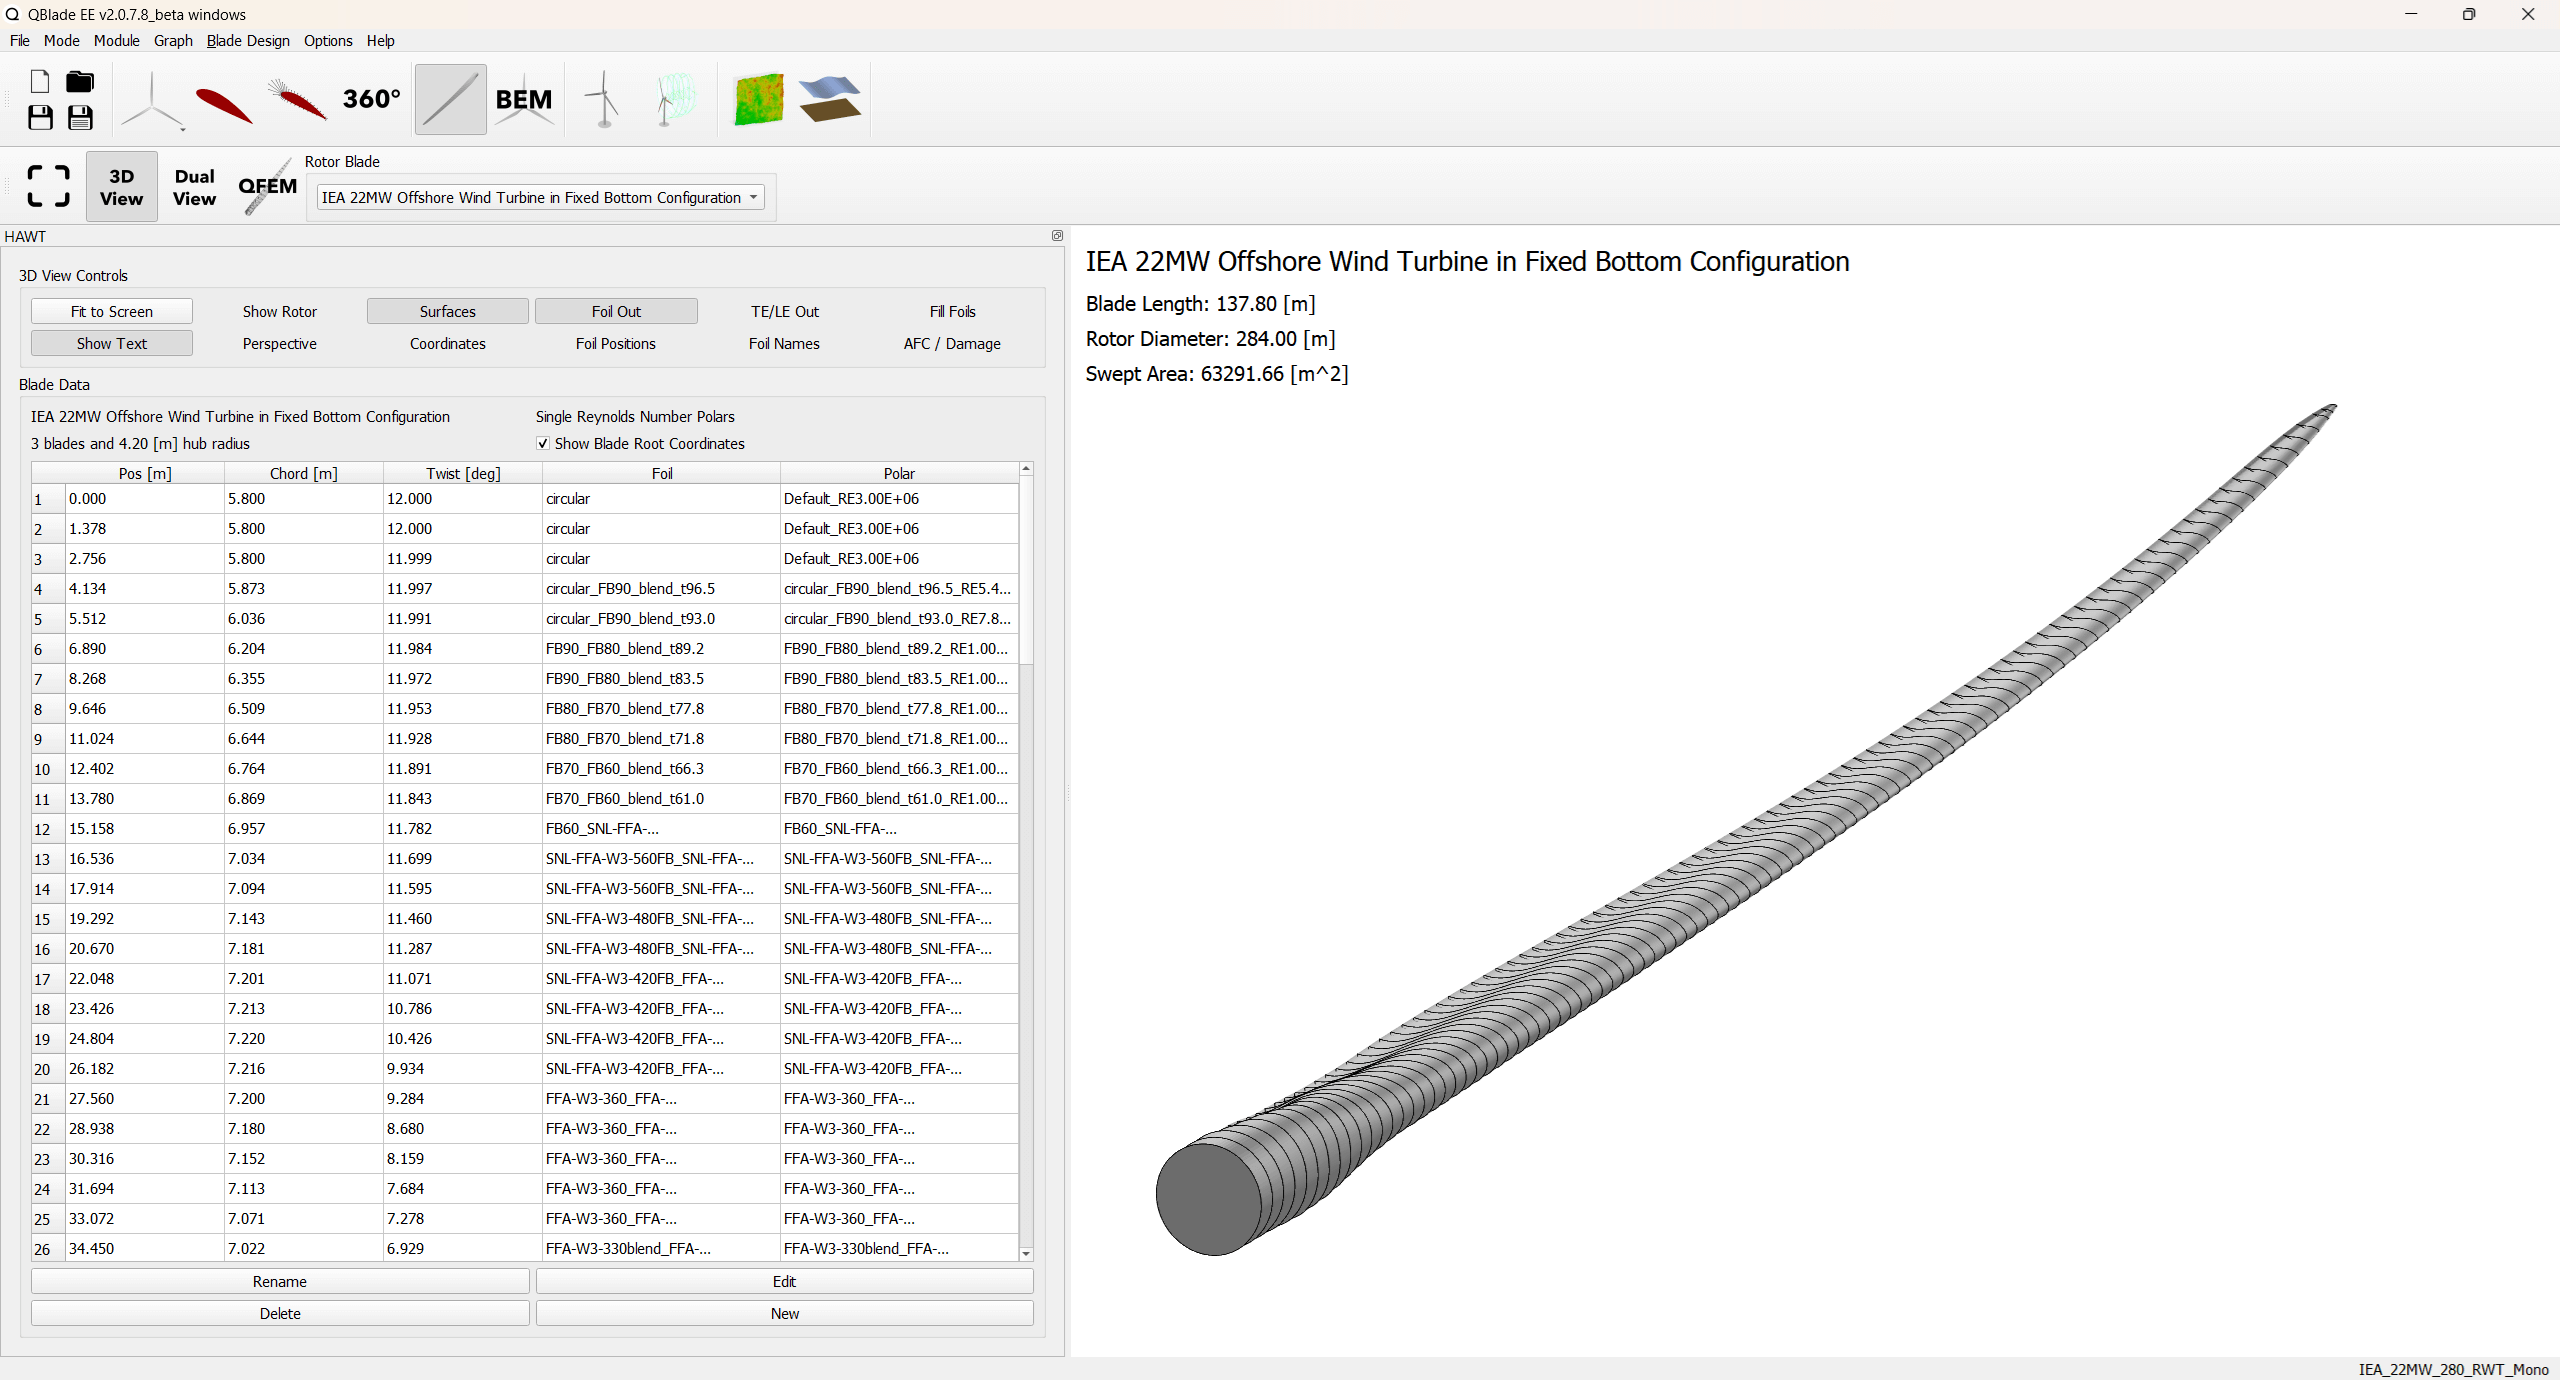 QBlade EE v2.0.7.8_beta windows
File Mode Module Graph Blade Design Options Help
360° BEM
3D View
Dual View
QFEM
Rotor Blade
IEA 22MW Offshore Wind Turbine in Fixed Bottom Configuration
HAWT
3D View Controls
Fit to Screen Show Rotor Surfaces Foil Out TE/LE Out Fill Foils
Show Text Perspective Coordinates Foil Positions Foil Names AFC / Damage
Blade Data
IEA 22MW Offshore Wind Turbine in Fixed Bottom Configuration Single Reynolds Number Polars
3 blades and 4.20 [m] hub radius Show Blade Root Coordinates
Pos [m] Chord [m] Twist [deg] Foil Polar
1 0.000 5.800 12.000 circular Default_RE3.00E+06
2 1.378 5.800 12.000 circular Default_RE3.00E+06
3 2.756 5.800 11.999 circular Default_RE3.00E+06
4 4.134 5.873 11.997 circular_FB90_blend_t96.5 circular_FB90_blend_t96.5_RE5.4...
5 5.512 6.036 11.991 circular_FB90_blend_t93.0 circular_FB90_blend_t93.0_RE7.8...
6 6.890 6.204 11.984 FB90_FB80_blend_t89.2 FB90_FB80_blend_t89.2_RE1.00...
7 8.268 6.355 11.972 FB90_FB80_blend_t83.5 FB90_FB80_blend_t83.5_RE1.00...
8 9.646 6.509 11.953 FB80_FB70_blend_t77.8 FB80_FB70_blend_t77.8_RE1.00...
9 11.024 6.644 11.928 FB80_FB70_blend_t71.8 FB80_FB70_blend_t71.8_RE1.00...
10 12.402 6.764 11.891 FB70_FB60_blend_t66.3 FB70_FB60_blend_t66.3_RE1.00...
11 13.780 6.869 11.843 FB70_FB60_blend_t61.0 FB70_FB60_blend_t61.0_RE1.00...
12 15.158 6.957 11.782 FB60_SNL-FFA-... FB60_SNL-FFA-...
13 16.536 7.034 11.699 SNL-FFA-W3-560FB_SNL-FFA-... SNL-FFA-W3-560FB_SNL-FFA-...
14 17.914 7.094 11.595 SNL-FFA-W3-560FB_SNL-FFA-... SNL-FFA-W3-560FB_SNL-FFA-...
15 19.292 7.143 11.460 SNL-FFA-W3-480FB_SNL-FFA-... SNL-FFA-W3-480FB_SNL-FFA-...
16 20.670 7.181 11.287 SNL-FFA-W3-480FB_SNL-FFA-... SNL-FFA-W3-480FB_SNL-FFA-...
17 22.048 7.201 11.071 SNL-FFA-W3-420FB_FFA-... SNL-FFA-W3-420FB_FFA-...
18 23.426 7.213 10.786 SNL-FFA-W3-420FB_FFA-... SNL-FFA-W3-420FB_FFA-...
19 24.804 7.220 10.426 SNL-FFA-W3-420FB_FFA-... SNL-FFA-W3-420FB_FFA-...
20 26.182 7.216 9.934 SNL-FFA-W3-420FB_FFA-... SNL-FFA-W3-420FB_FFA-...
21 27.560 7.200 9.284 FFA-W3-360_FFA-... FFA-W3-360_FFA-...
22 28.938 7.180 8.680 FFA-W3-360_FFA-... FFA-W3-360_FFA-...
23 30.316 7.152 8.159 FFA-W3-360_FFA-... FFA-W3-360_FFA-...
24 31.694 7.113 7.684 FFA-W3-360_FFA-... FFA-W3-360_FFA-...
25 33.072 7.071 7.278 FFA-W3-360_FFA-... FFA-W3-360_FFA-...
26 34.450 7.022 6.929 FFA-W3-330blend_FFA-... FFA-W3-330blend_FFA-...
Rename Edit
Delete New
IEA 22MW Offshore Wind Turbine in Fixed Bottom Configuration
Blade Length: 137.80 [m]
Rotor Diameter: 284.00 [m]
Swept Area: 63291.66 [m^2]
IEA_22MW_280_RWT_Mono